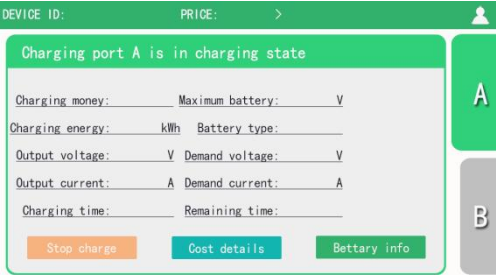 DEVICE ID: PRICE: >
Charging port A is in charging state
A
Charging money: Maximum battery: V
Charging energy: kWh Battery type:
Output voltage: V Demand voltage: V
Output current: A Demand current: A
Charging time: Remaining time:
B
Stop charge Cost details Bettary info